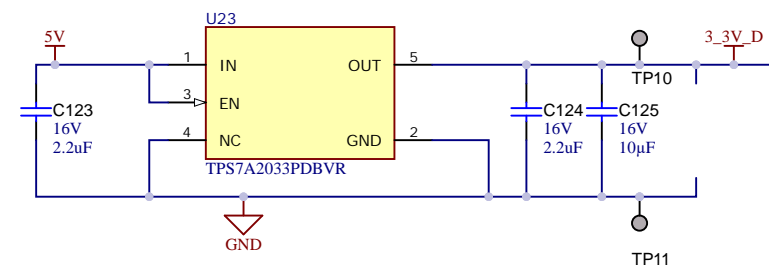 U23
5V
3_3V_D
1
IN
OUT
5
TP10
3
EN
C123
16V
2.2uF
C124
16V
2.2uF
C125
16V
10µF
4
NC
GND
2
TPS7A2033PDBVR
GND
TP11